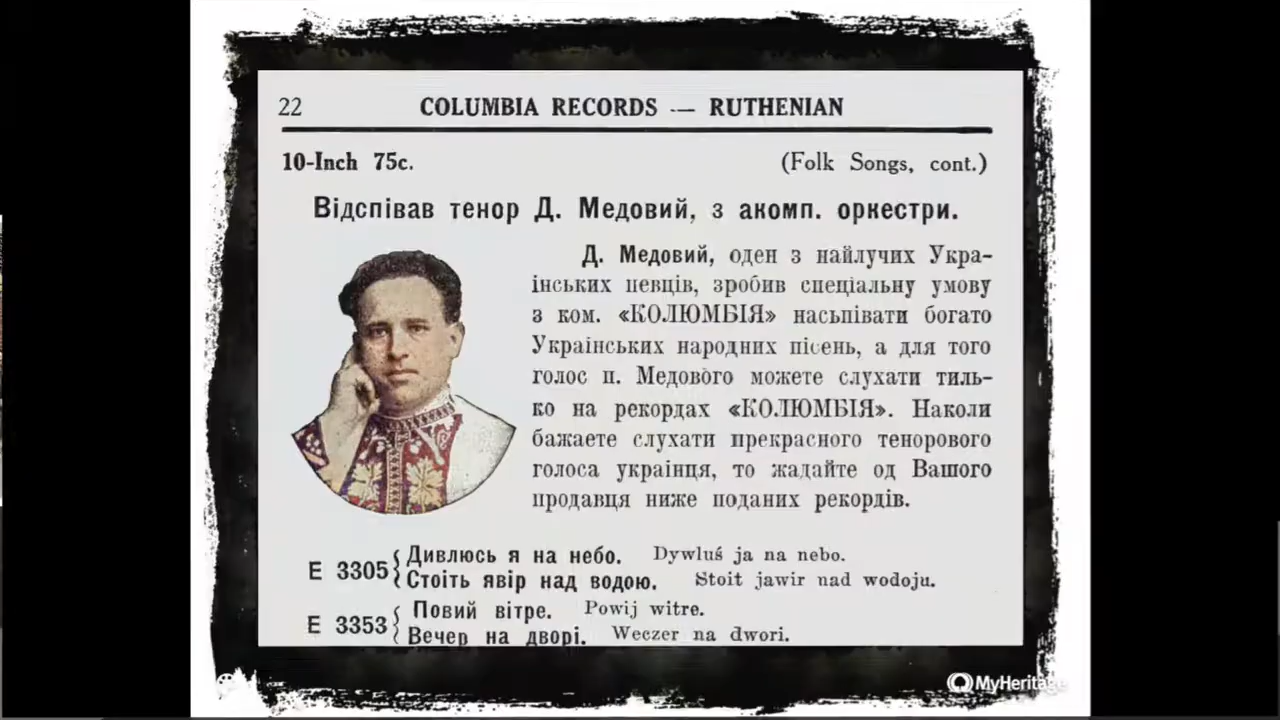 22 COLUMBIA RECORDS — RUTHENIAN
10-Inch 75c. (Folk Songs, cont.)
Відспівав тенор Д. Медовий, з акомп. оркестри.
Д. Медовий, оден з найлучих Укра-
їнських певців, зробив спеціальну умову
з ком. «КОЛЮМБІЯ» насьпівати богато
Українських народних пісень, а для того
голос п. Медового можете слухати тиль-
ко на рекордах «КОЛЮМБІЯ». Наколи
бажаєте слухати прекрасного тенорового
голоса українця, то жадайте од Вашого
продавця ниже поданих рекордів.
E 3305 { Дивлюсь я на небо. Dywluś ja na nebo.
Стоїть явір над водою. Stoit jawir nad wodoju.
E 3353 { Повий вітре. Powij witre.
Вечер на дворі. Weczer na dwori.
MyHeritage